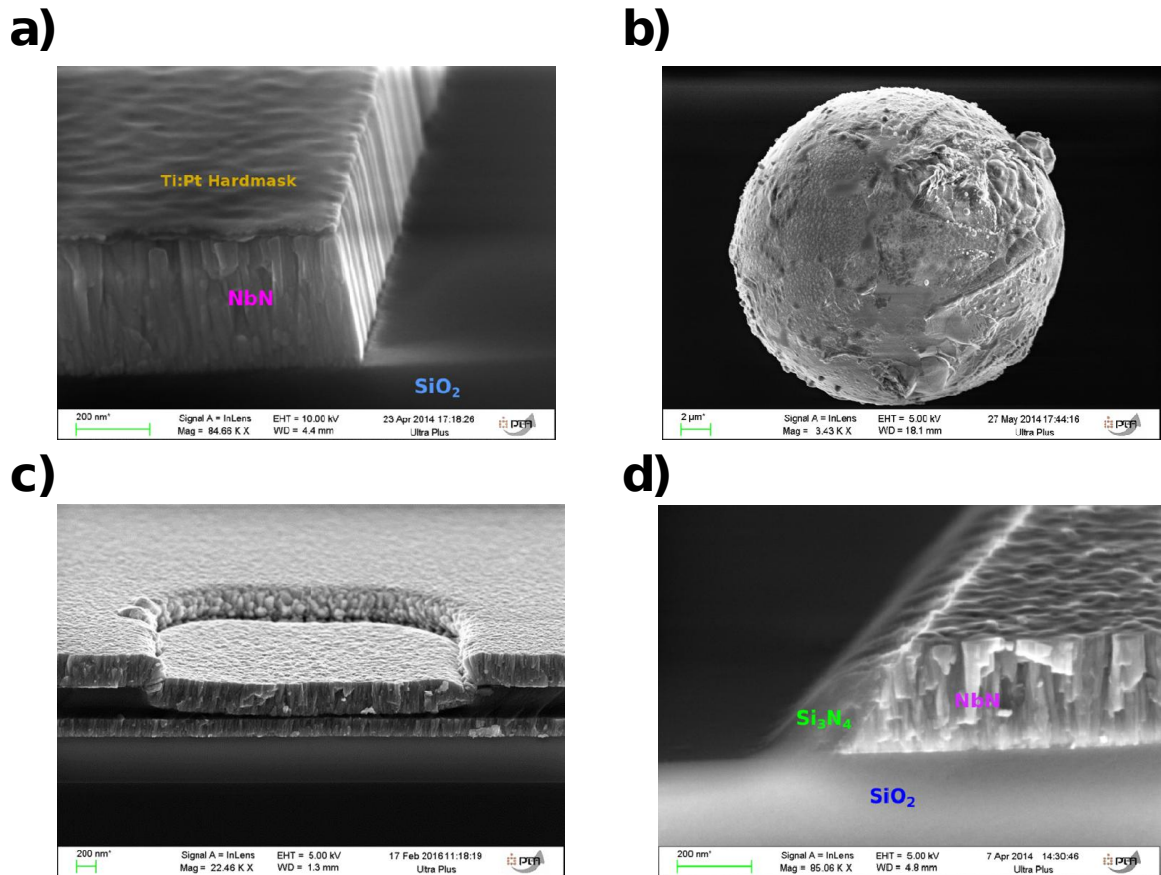 a)
Ti:Pt Hardmask
NbN
SiO₂
200 nm*
Signal A = InLens
Mag = 84.66 K X
EHT = 10.00 kV
WD = 4.4 mm
23 Apr 2014 17:18:26
Ultra Plus
PTA
b)
2 µm*
Signal A = InLens
Mag = 3.43 K X
EHT = 5.00 kV
WD = 18.1 mm
27 May 2014 17:44:16
Ultra Plus
PTA
c)
200 nm*
Signal A = InLens
Mag = 22.46 K X
EHT = 5.00 kV
WD = 1.3 mm
17 Feb 2016 11:18:19
Ultra Plus
PTA
d)
Si₃N₄
NbN
SiO₂
200 nm*
Signal A = InLens
Mag = 85.06 K X
EHT = 5.00 kV
WD = 4.8 mm
7 Apr 2014 14:30:46
Ultra Plus
PTA